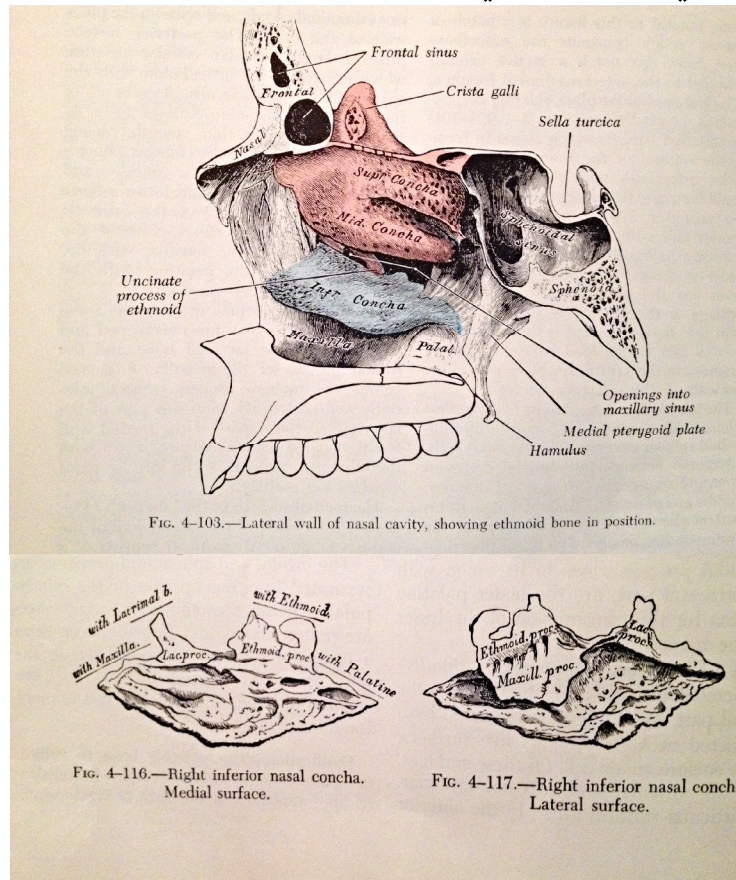 Frontal sinus
Frontal
Crista galli
Nasal
Sella turcica
Supr Concha
Mid. Concha
Sphenoidal
sinus
Uncinate
process of
ethmoid
Infr Concha
Sphenoid
Maxilla
Palat.
Openings into
maxillary sinus
Medial pterygoid plate
Hamulus
FIG. 4–103.—Lateral wall of nasal cavity, showing ethmoid bone in position.
with Lacrimal b.
with Ethmoid.
with Maxilla.
Lac. proc.
Ethmoid. proc.
with Palatine
FIG. 4–116.—Right inferior nasal concha.
Medial surface.
Ethmoid. proc.
Lac.
proc.
Maxill. proc.
FIG. 4–117.—Right inferior nasal conch
Lateral surface.